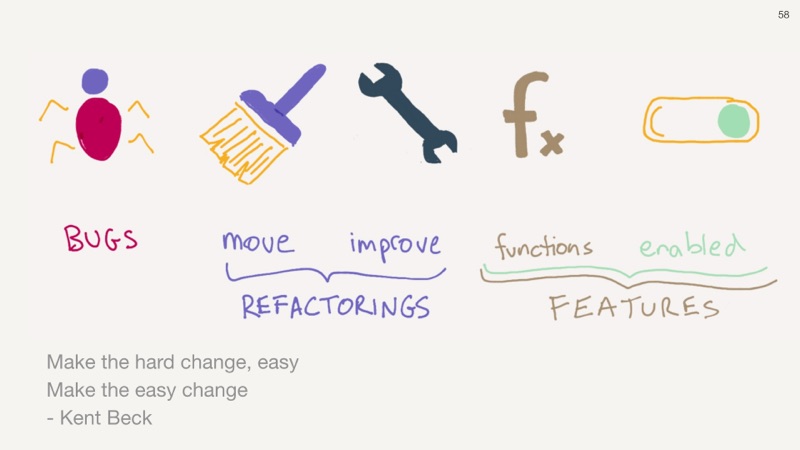 58
fx
BUGS
move improve
functions enabled
REFACTORINGS
FEATURES
Make the hard change, easy
Make the easy change
- Kent Beck